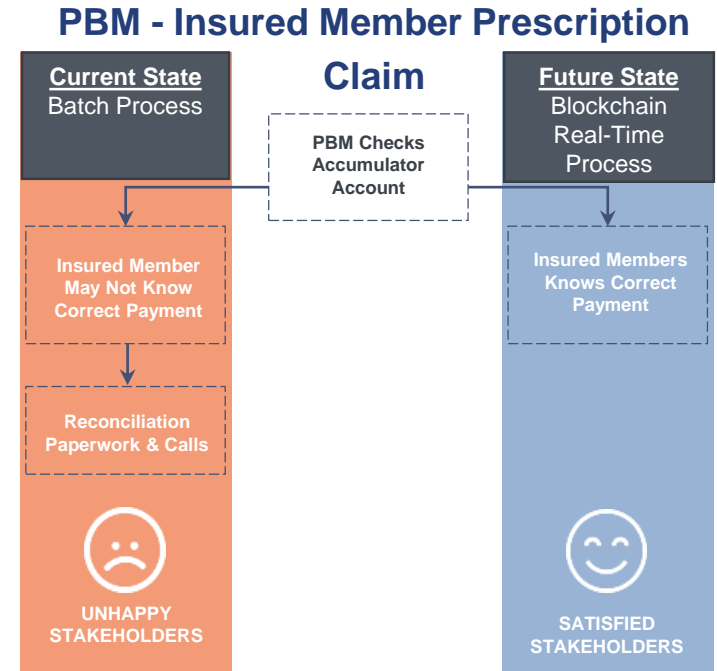 PBM - Insured Member Prescription
Claim
Current State
Batch Process
PBM Checks
Accumulator
Account
Future State
Blockchain
Real-Time
Process
Insured Member
May Not Know
Correct Payment
Insured Members
Knows Correct
Payment
Reconciliation
Paperwork & Calls
UNHAPPY
STAKEHOLDERS
SATISFIED
STAKEHOLDERS